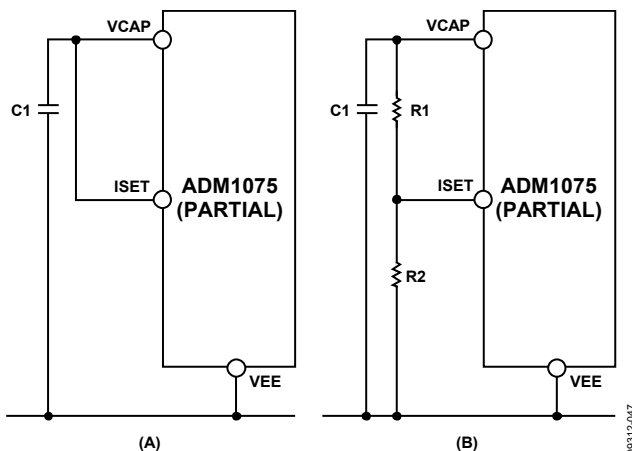 VCAP
C1
ISET
ADM1075
(PARTIAL)
VEE
(A)
VCAP
C1
R1
ISET
ADM1075
(PARTIAL)
R2
VEE
(B)
09312-047